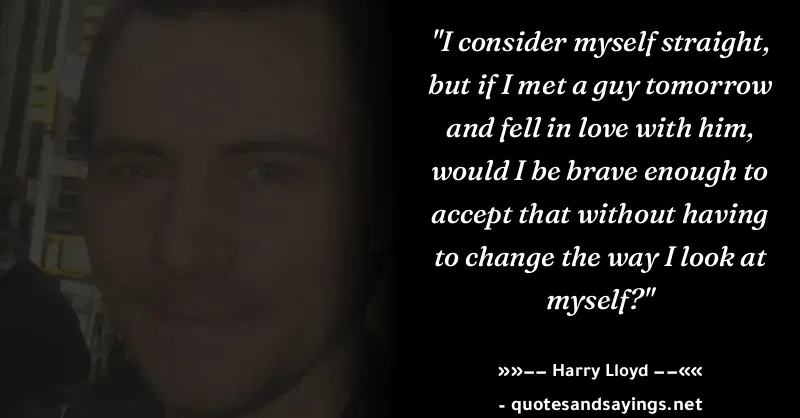 "I consider myself straight,
but if I met a guy tomorrow
and fell in love with him,
would I be brave enough to
accept that without having
to change the way I look at
myself?"
»»–– Harry Lloyd ––««
- quotesandsayings.net